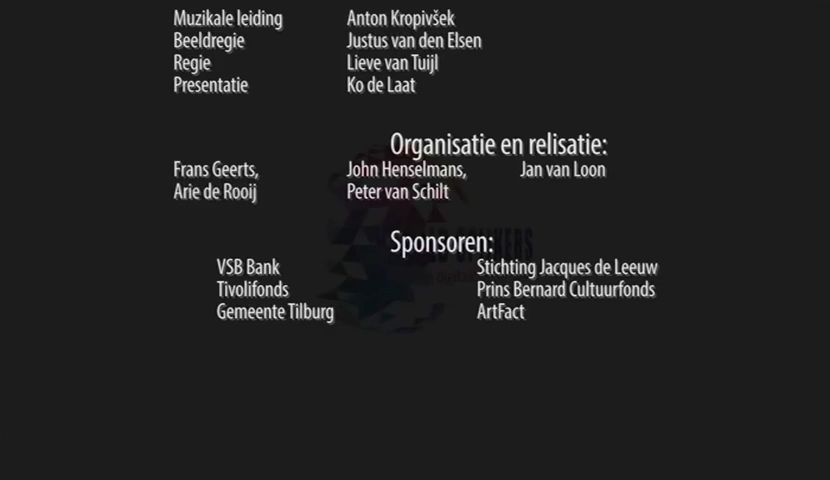 Muzikale leiding Anton Kropivšek
Beeldregie Justus van den Elsen
Regie Lieve van Tuijl
Presentatie Ko de Laat
Organisatie en relisatie:
Frans Geerts, John Henselmans, Jan van Loon
Arie de Rooij Peter van Schilt
Sponsoren:
VSB Bank Stichting Jacques de Leeuw
Tivolifonds Prins Bernard Cultuurfonds
Gemeente Tilburg ArtFact